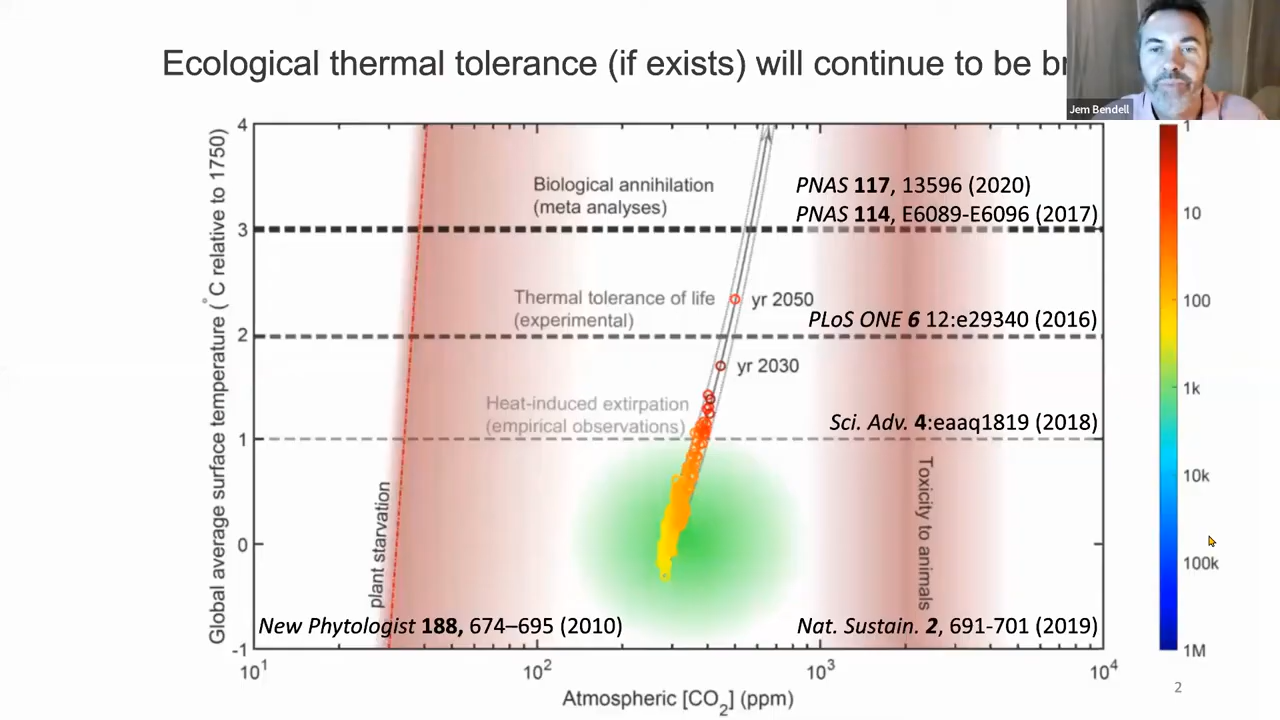 Ecological thermal tolerance (if exists) will continue to be
Jem Bendell
Global average surface temperature (°C relative to 1750)
4
3
2
1
0
-1
Biological annihilation
(meta analyses)
PNAS 117, 13596 (2020)
PNAS 114, E6089-E6096 (2017)
Thermal tolerance of life
(experimental)
yr 2050
PLoS ONE 6 12:e29340 (2016)
yr 2030
Heat-induced extirpation
(empirical observations)
Sci. Adv. 4:eaaq1819 (2018)
plant starvation
Toxicity to animals
New Phytologist 188, 674–695 (2010)
Nat. Sustain. 2, 691-701 (2019)
10¹
10²
10³
10⁴
Atmospheric [CO₂] (ppm)
1
10
100
1k
10k
100k
1M
2